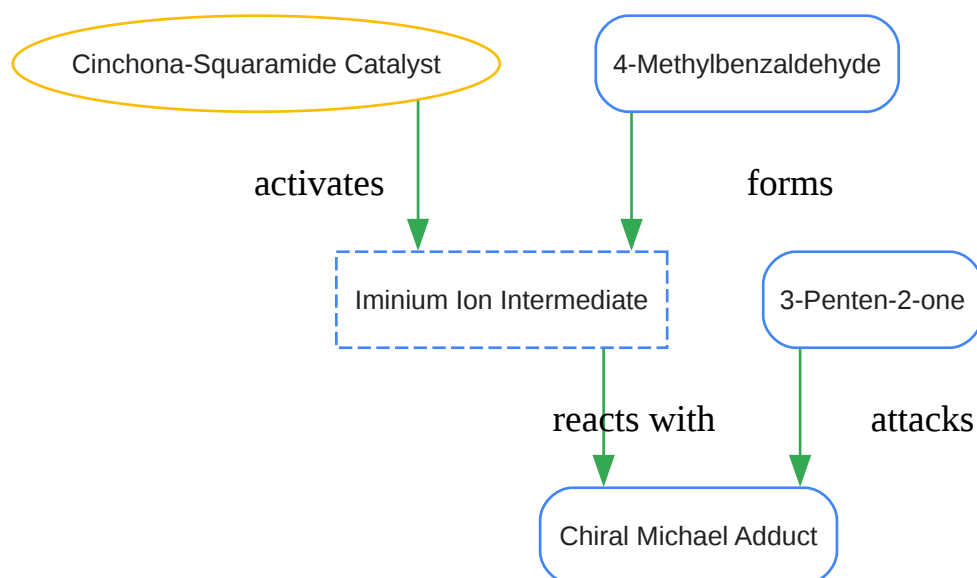 Cinchona-Squaramide Catalyst
4-Methylbenzaldehyde
activates
forms
Iminium Ion Intermediate
3-Penten-2-one
reacts with
attacks
Chiral Michael Adduct